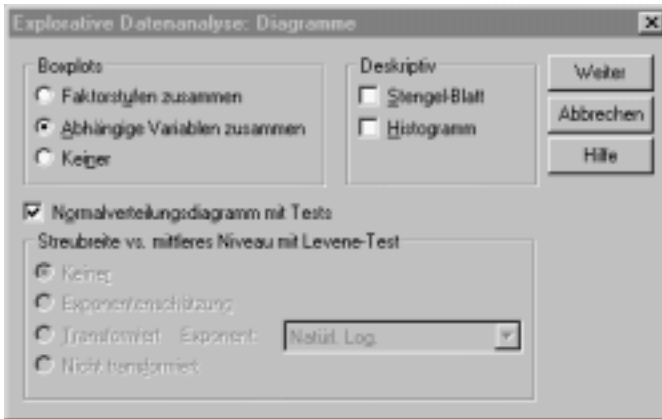 Explorative Datenanalyse: Diagramme
Boxplots
Faktorstufen zusammen
Abhängige Variablen zusammen
Keiner
Deskriptiv
Stengel-Blatt
Histogramm
Weiter
Abbrechen
Hilfe
Normalverteilungsdiagramm mit Tests
Streubreite vs. mittleres Niveau mit Levene-Test
Keiner
Exponentenschätzung
Transformiert Exponent: Natürl. Log.
Nicht transformiert